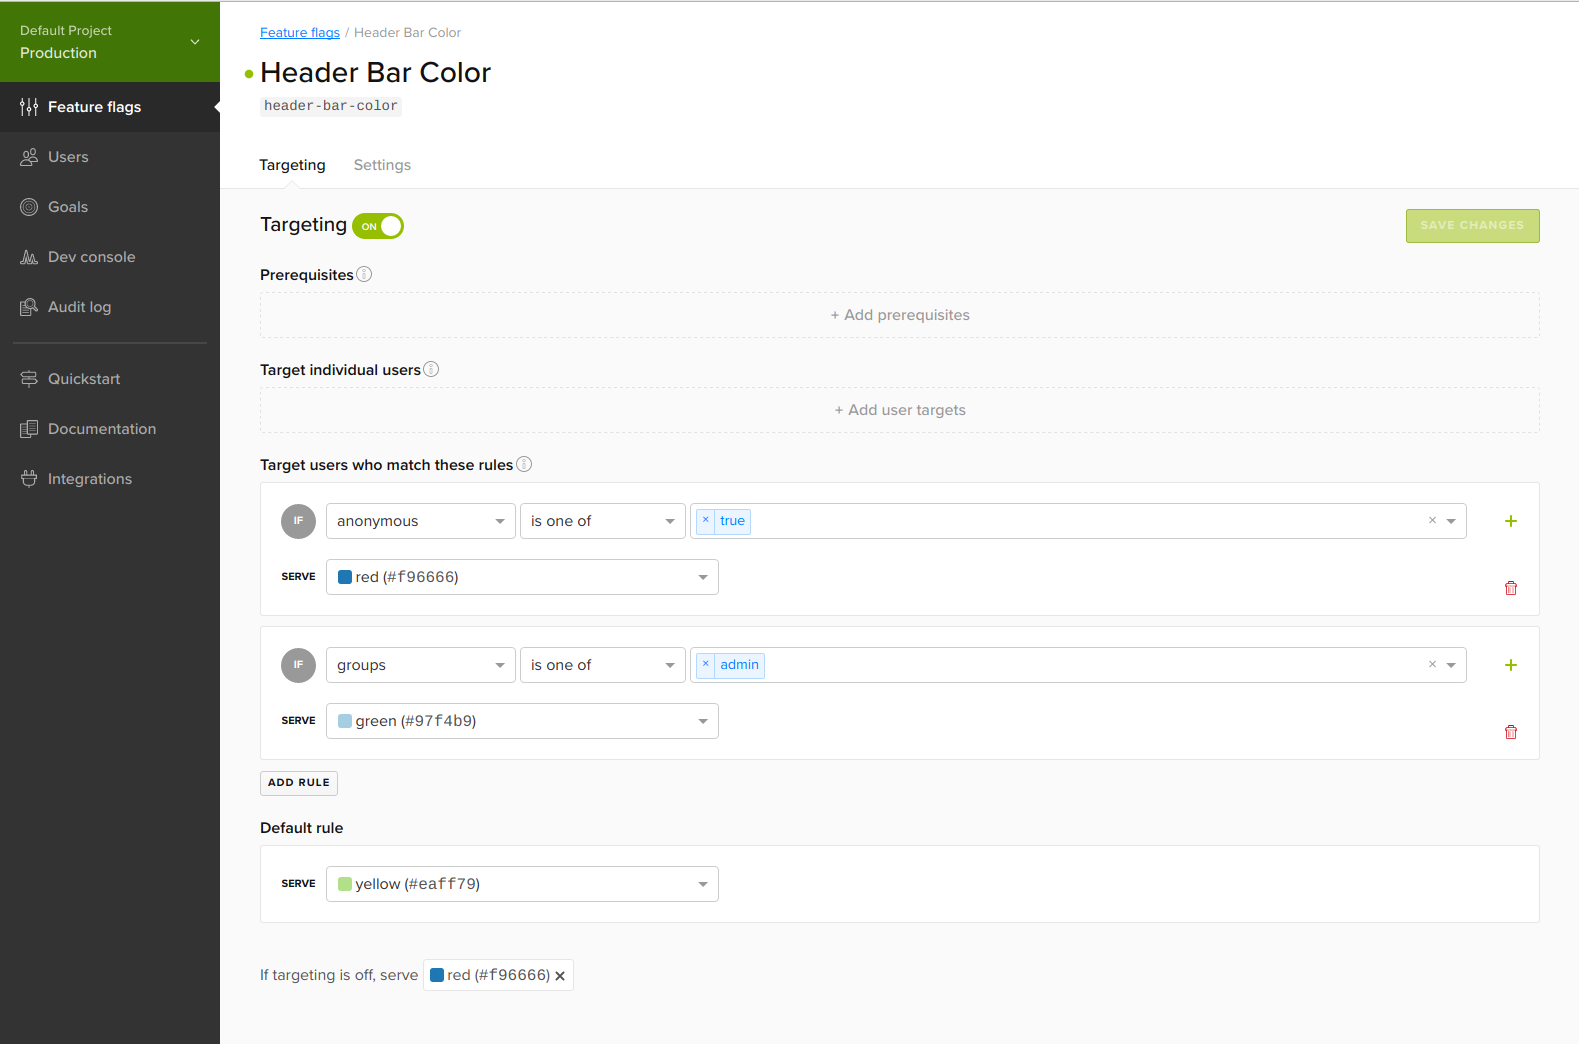 Default Project
Production
Feature flags
Users
Goals
Dev console
Audit log
Quickstart
Documentation
Integrations
Feature flags / Header Bar Color
Header Bar Color
header-bar-color
Targeting Settings
Targeting ON SAVE CHANGES
Prerequisites
+ Add prerequisites
Target individual users
+ Add user targets
Target users who match these rules
IF anonymous is one of × true × +
SERVE red (#f96666)
IF groups is one of × admin × +
SERVE green (#97f4b9)
ADD RULE
Default rule
SERVE yellow (#eaff79)
If targeting is off, serve red (#f96666) ×